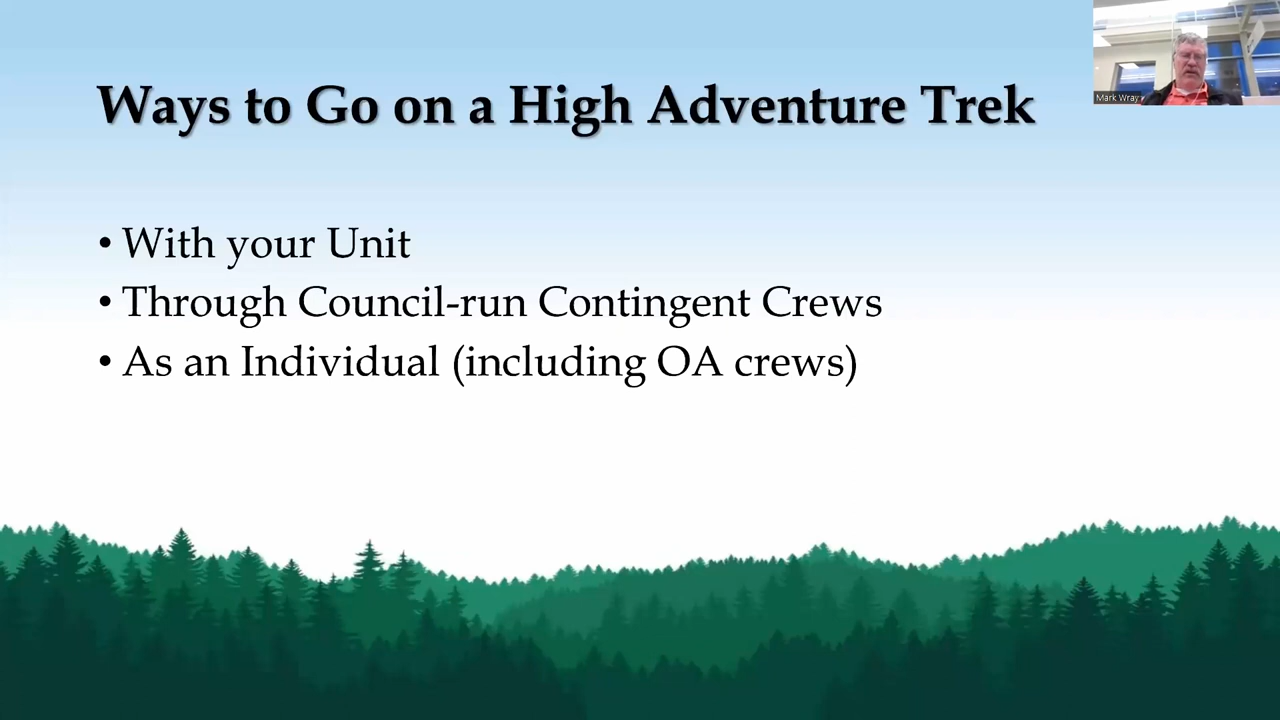 Ways to Go on a High Adventure Trek
Mark Wray
• With your Unit
• Through Council-run Contingent Crews
• As an Individual (including OA crews)